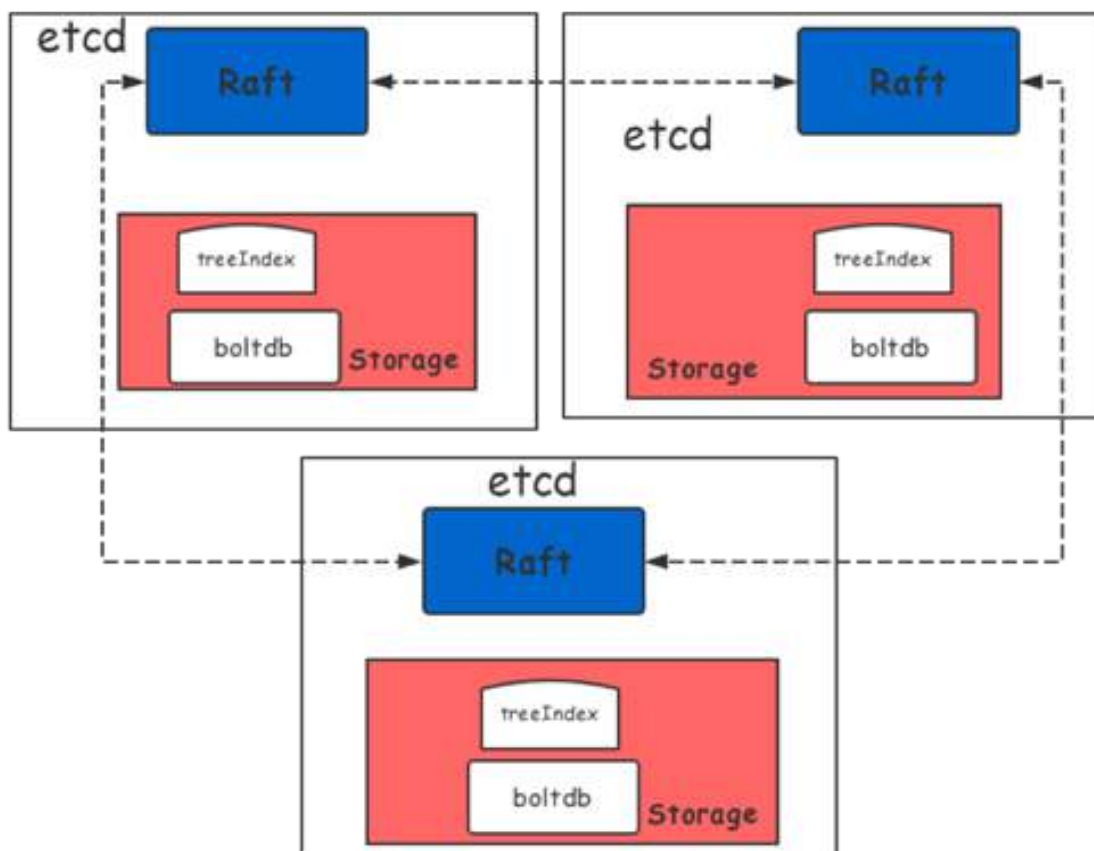 etcd
Raft
treeIndex
boltdb
Storage
Raft
etcd
treeIndex
boltdb
Storage
etcd
Raft
treeIndex
boltdb
Storage